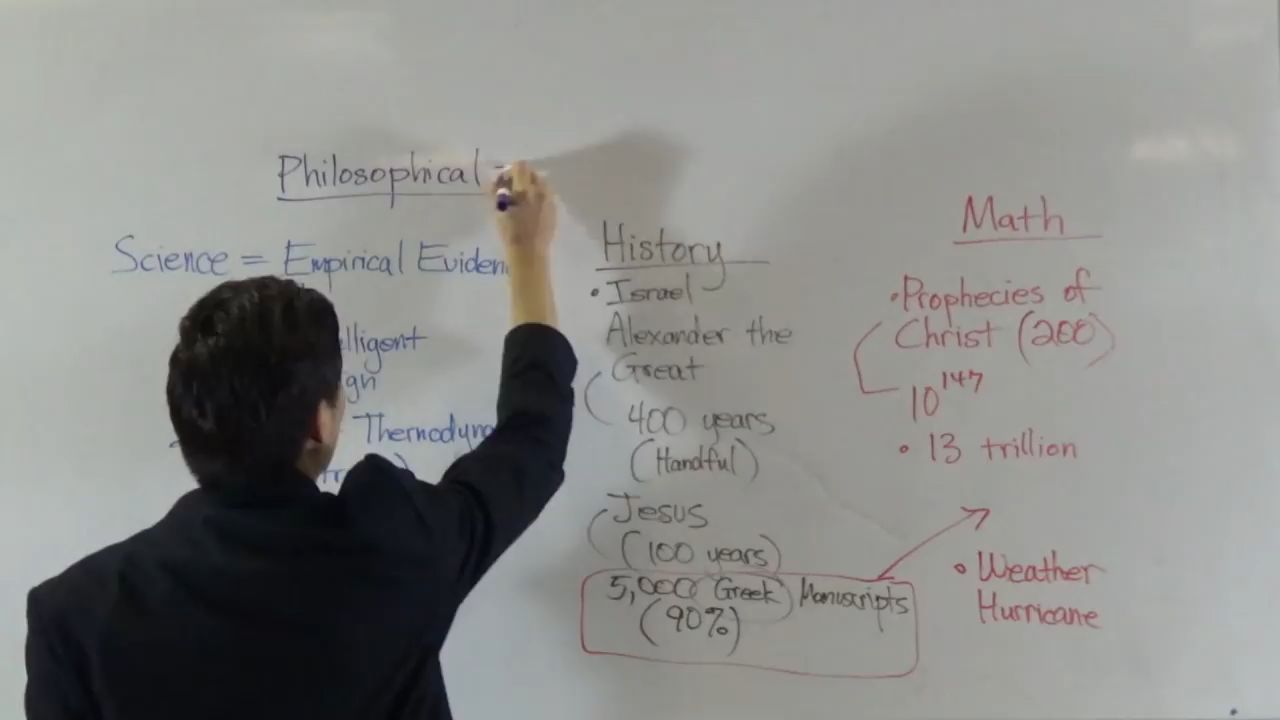 Philosophical
Science = Empirical
Thermodyna
History
• Israel
Alexander the
Great
400 years
(Handful)
Jesus
(100 years)
5,000 Greek Manuscripts
(90%)
Math
• Prophecies of
Christ (200)
10^147
• 13 trillion
• Weather
Hurricane